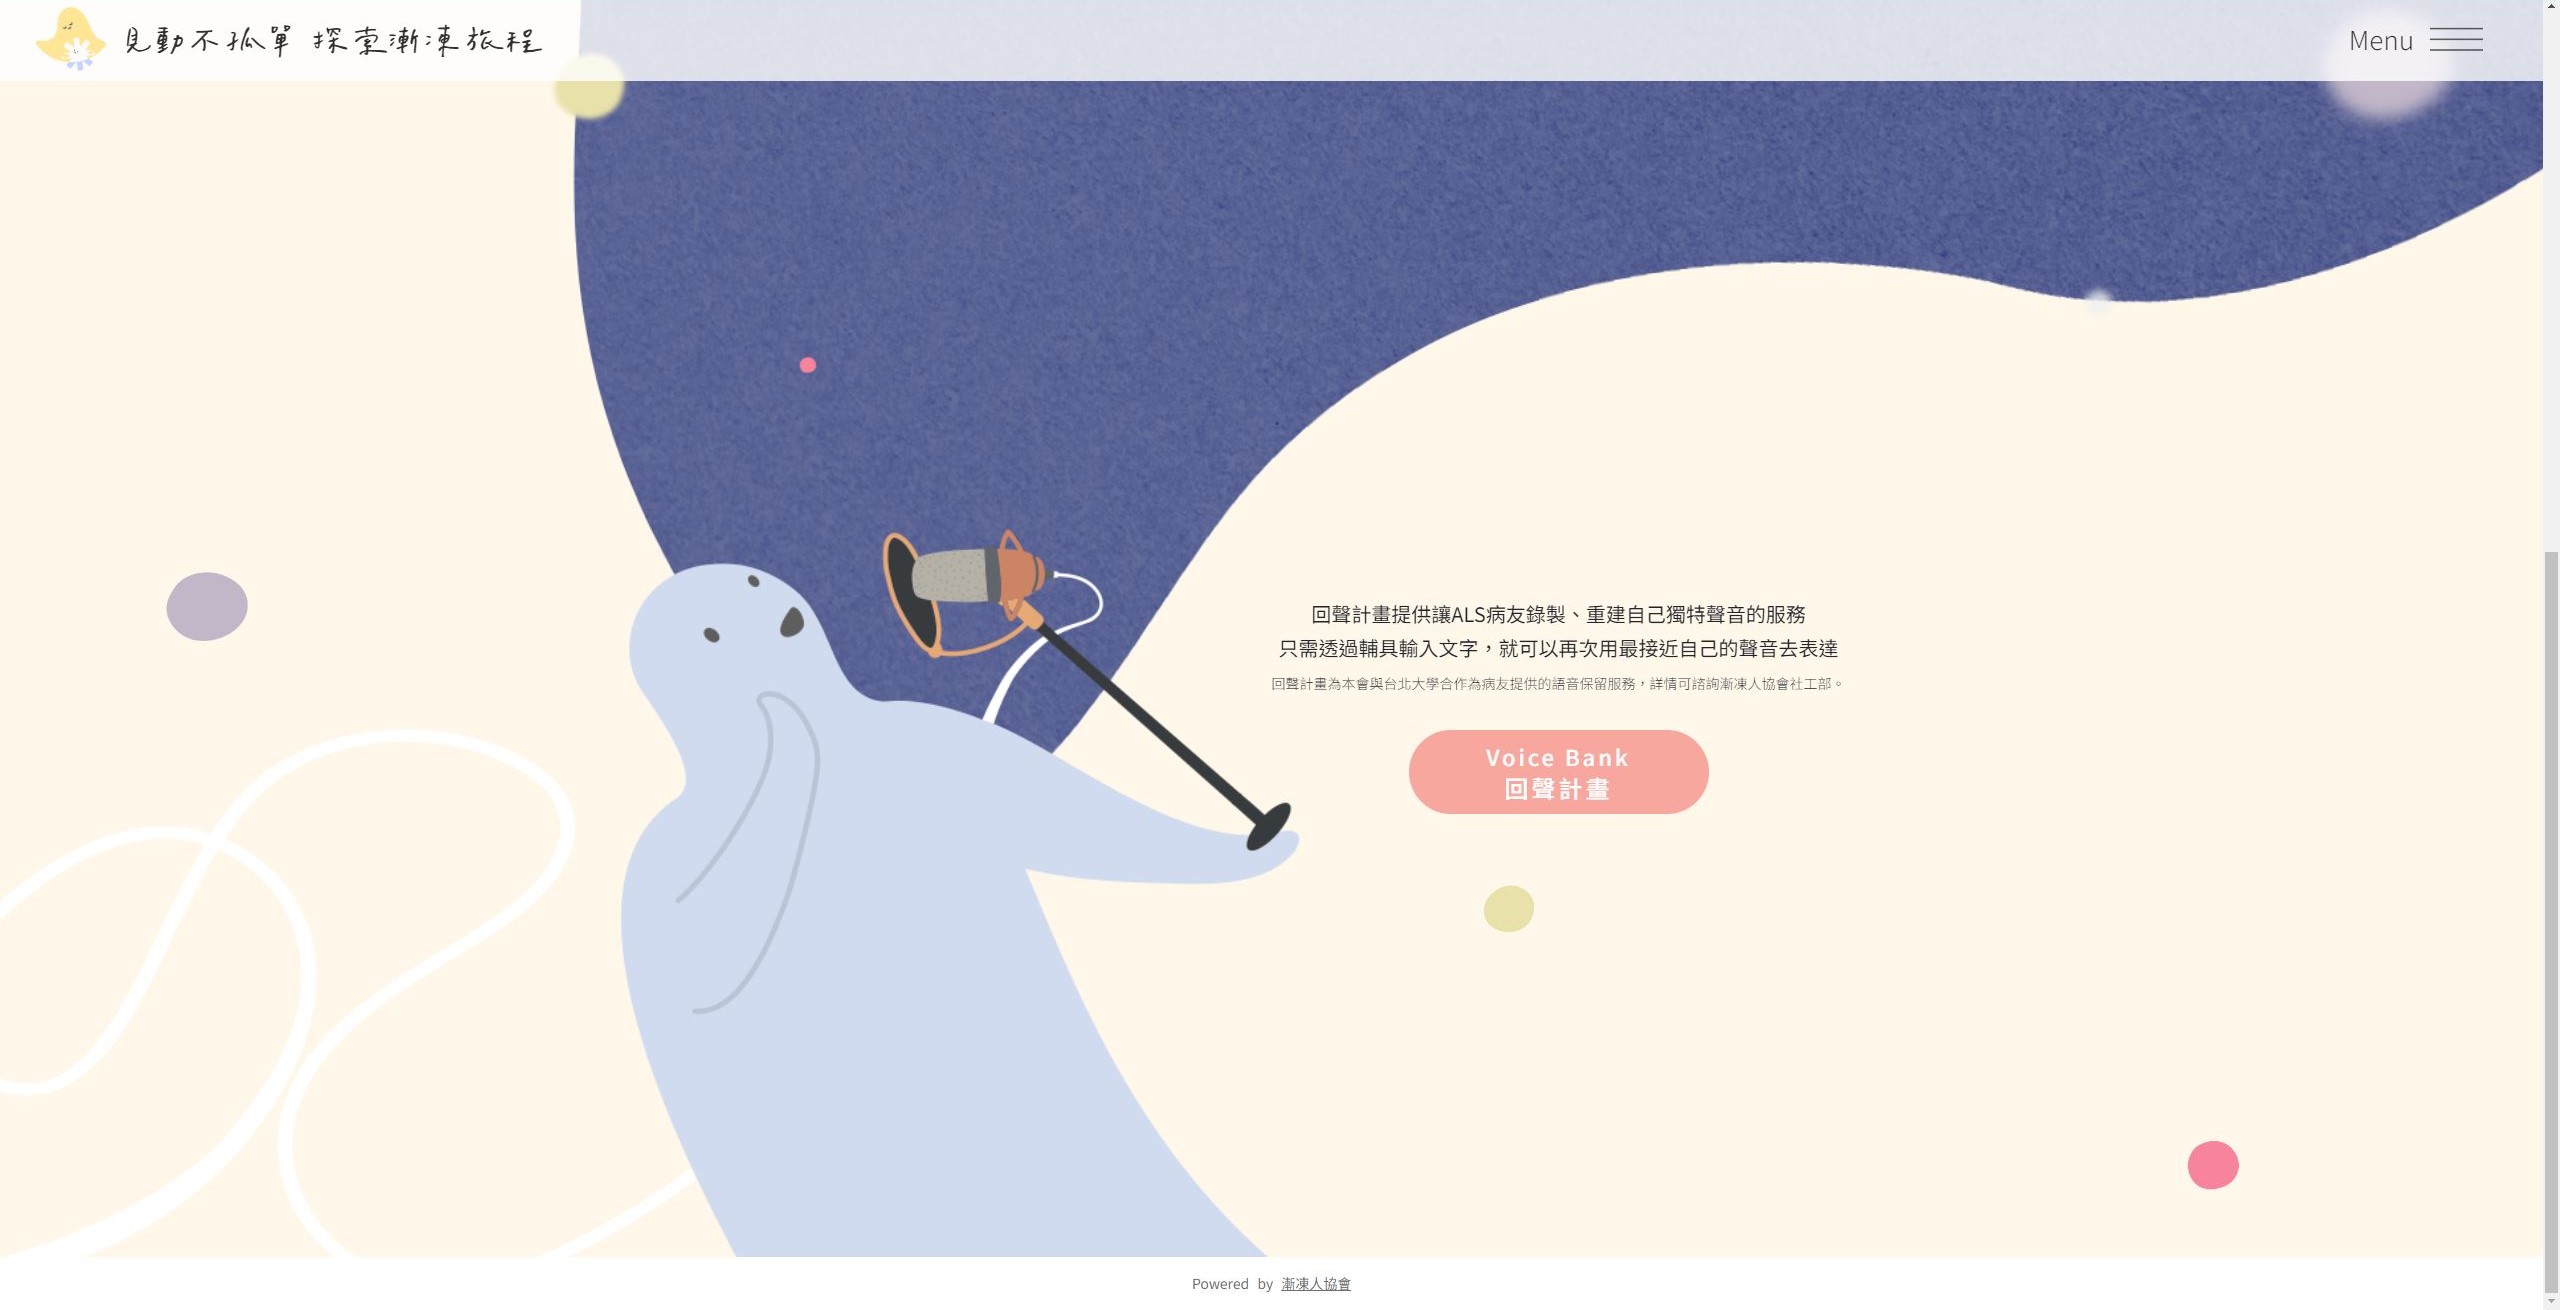 見動不孤單 探索漸凍旅程
Menu
回聲計畫提供讓ALS病友錄製、重建自己獨特聲音的服務
只需透過輔具輸入文字，就可以再次用最接近自己的聲音去表達
回聲計畫為本會與台北大學合作為病友提供的語音保留服務，詳情可諮詢漸凍人協會社工部。
Voice Bank
回聲計畫
Powered by 漸凍人協會